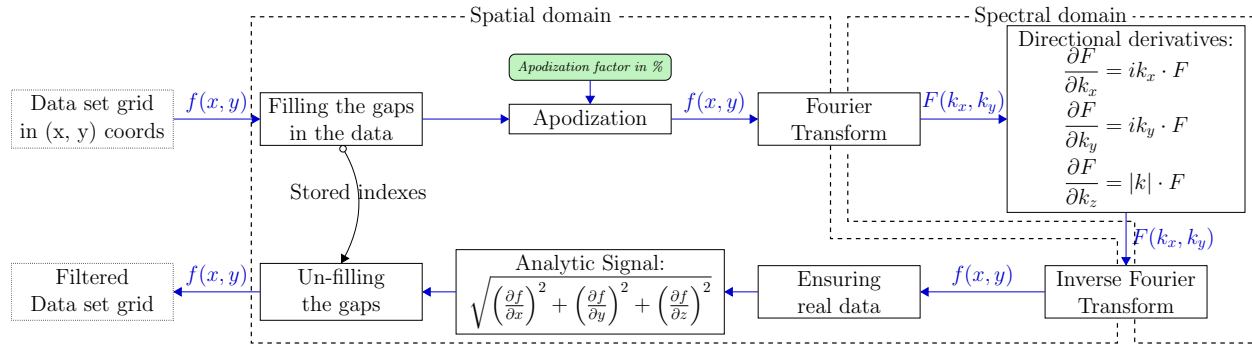 Spatial domain
Spectral domain
Data set grid
in (x, y) coords
f(x, y)
Filling the gaps
in the data
Apodization factor in %
Apodization
f(x, y)
Fourier
Transform
F(k_x, k_y)
Directional derivatives:
∂F/∂k_x = ik_x · F
∂F/∂k_y = ik_y · F
∂F/∂k_z = |k| · F
Stored indexes
F(k_x, k_y)
Filtered
Data set grid
f(x, y)
Un-filling
the gaps
Analytic Signal:
√((∂f/∂x)² + (∂f/∂y)² + (∂f/∂z)²)
Ensuring
real data
f(x, y)
Inverse Fourier
Transform